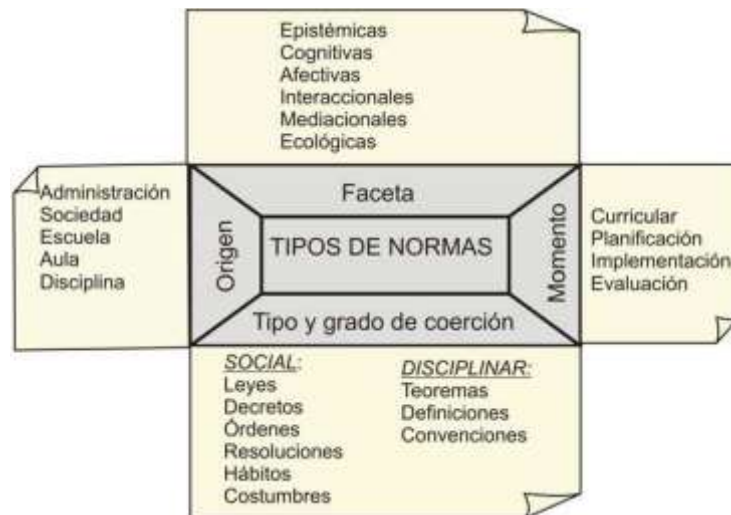 Epistémicas
Cognitivas
Afectivas
Interaccionales
Mediacionales
Ecológicas
Faceta
Administración
Sociedad
Escuela
Aula
Disciplina
Origen
TIPOS DE NORMAS
Momento
Curricular
Planificación
Implementación
Evaluación
Tipo y grado de coerción
SOCIAL:
Leyes
Decretos
Órdenes
Resoluciones
Hábitos
Costumbres
DISCIPLINAR:
Teoremas
Definiciones
Convenciones